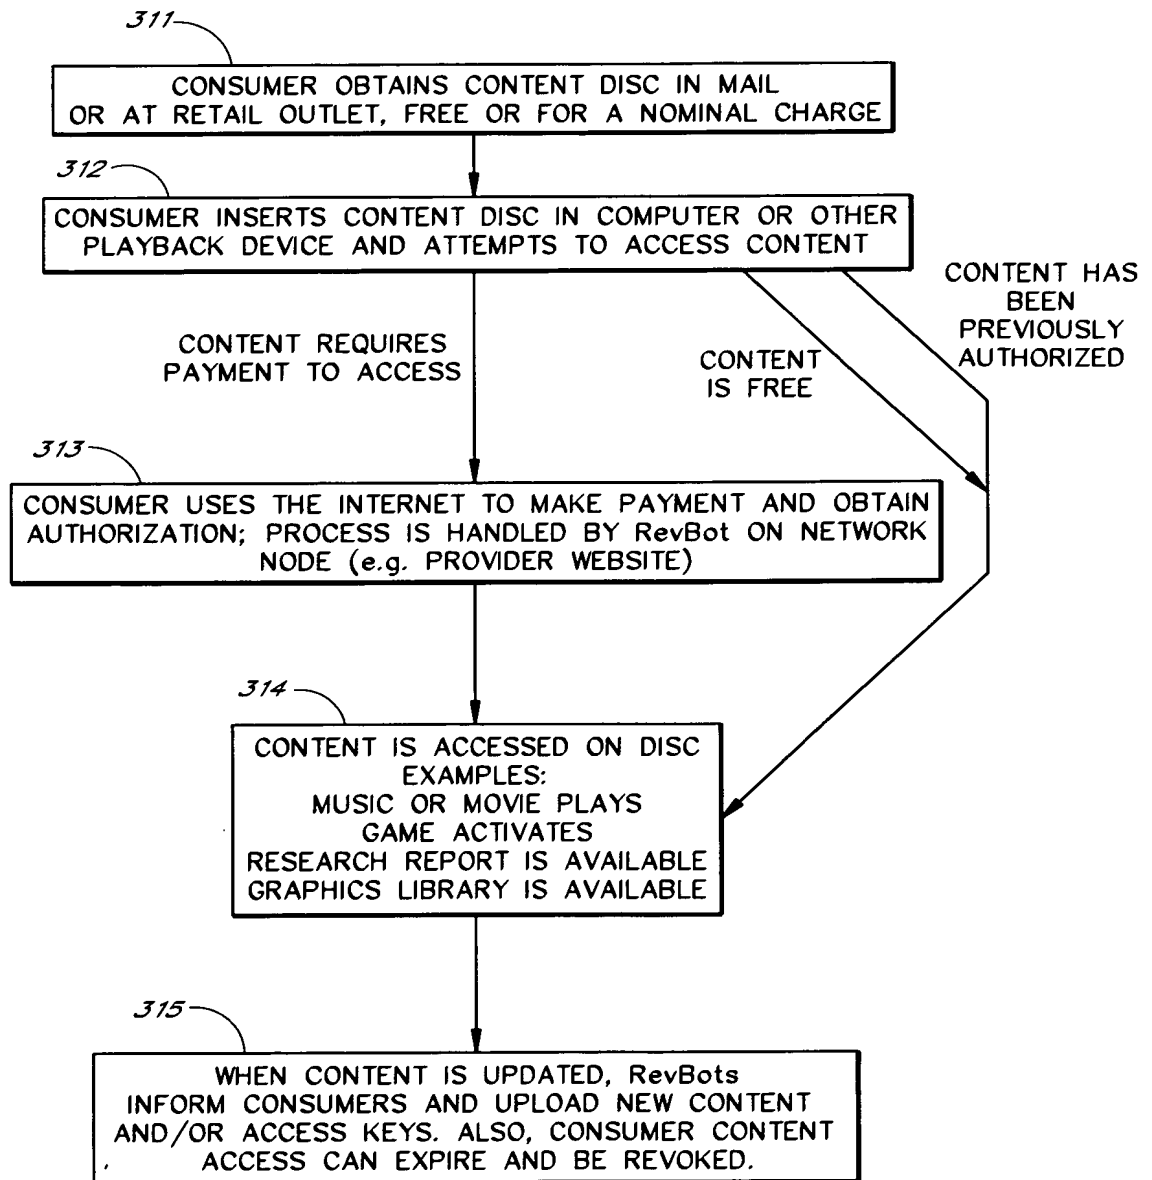 311
CONSUMER OBTAINS CONTENT DISC IN MAIL
OR AT RETAIL OUTLET, FREE OR FOR A NOMINAL CHARGE
312
CONSUMER INSERTS CONTENT DISC IN COMPUTER OR OTHER
PLAYBACK DEVICE AND ATTEMPTS TO ACCESS CONTENT
CONTENT REQUIRES
PAYMENT TO ACCESS
CONTENT
IS FREE
CONTENT HAS
BEEN
PREVIOUSLY
AUTHORIZED
313
CONSUMER USES THE INTERNET TO MAKE PAYMENT AND OBTAIN
AUTHORIZATION; PROCESS IS HANDLED BY RevBot ON NETWORK
NODE (e.g. PROVIDER WEBSITE)
314
CONTENT IS ACCESSED ON DISC
EXAMPLES:
MUSIC OR MOVIE PLAYS
GAME ACTIVATES
RESEARCH REPORT IS AVAILABLE
GRAPHICS LIBRARY IS AVAILABLE
315
WHEN CONTENT IS UPDATED, RevBots
INFORM CONSUMERS AND UPLOAD NEW CONTENT
AND/OR ACCESS KEYS. ALSO, CONSUMER CONTENT
ACCESS CAN EXPIRE AND BE REVOKED.